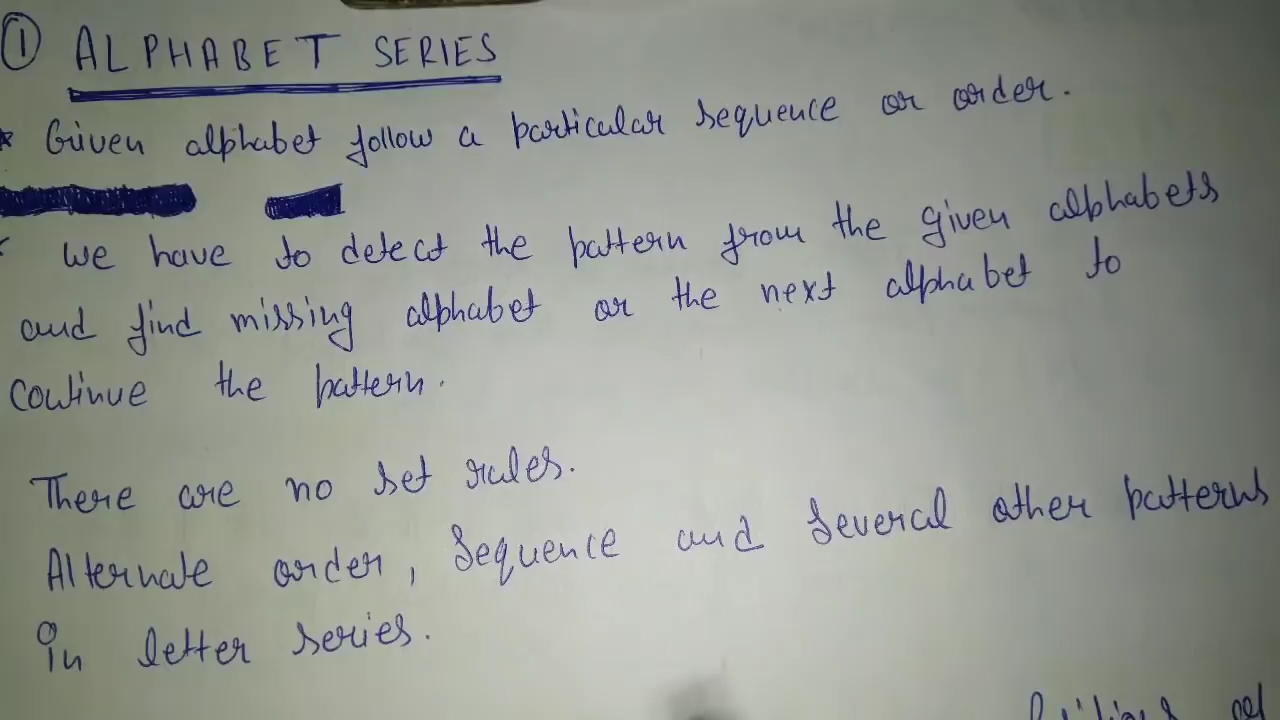 ① ALPHABET SERIES
* Given alphabet follow a particular sequence or order.
We have to detect the pattern from the given alphabets
and find missing alphabet or the next alphabet to
continue the pattern.
There are no set rules.
Alternate order, sequence and several other patterns
in letter series.